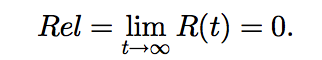 Rel = lim_{t→∞} R(t) = 0.